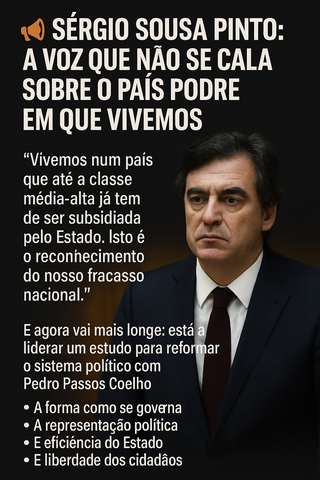 SÉRGIO SOUSA PINTO:
A VOZ QUE NÃO SE CALA
SOBRE O PAÍS PODRE
EM QUE VIVEMOS
“Vivemos num país
que até a classe
média-alta já tem
de ser subsidiada
pelo Estado. Isto é
o reconhecimento
do nosso fracasso
nacional.”
E agora vai mais longe: está a
liderar um estudo para reformar
o sistema político com
Pedro Passos Coelho
• A forma como se governa
• A representação política
• E eficiência do Estado
• E liberdade dos cidadãos